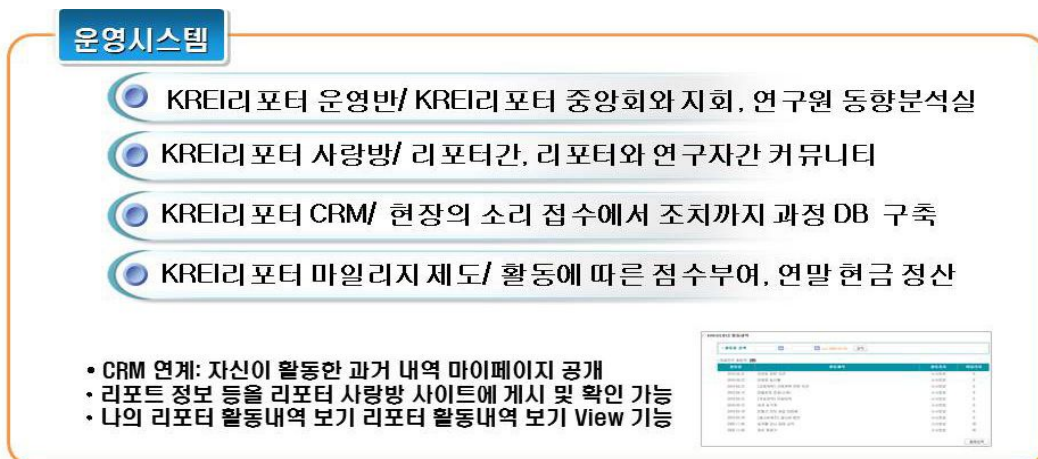 운영시스템
KREI리포터 운영반/ KREI리포터 중앙회와 지회, 연구원 동향분석실
KREI리포터 사랑방/ 리포터간, 리포터와 연구자간 커뮤니티
KREI리포터 CRM/ 현장의 소리 접수에서 조치까지 과정 DB 구축
KREI리포터 마일리지 제도/ 활동에 따른 점수부여, 연말 현금 정산
• CRM 연계: 자신이 활동한 과거 내역 마이페이지 공개
• 리포트 정보 등을 리포터 사랑방 사이트에 게시 및 확인 가능
• 나의 리포터 활동내역 보기 리포터 활동내역 보기 View 기능